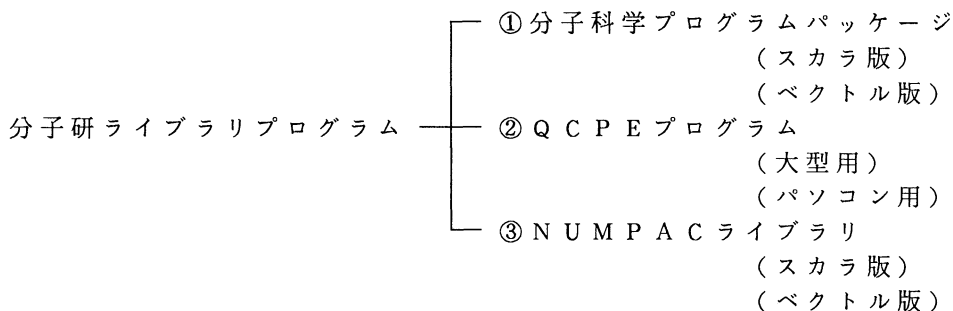 ①分子科学プログラムパッケージ
(スカラ版)
(ベクトル版)
分子研ライブラリプログラム
②QCPEプログラム
(大型用)
(パソコン用)
③NUMPACライブラリ
(スカラ版)
(ベクトル版)